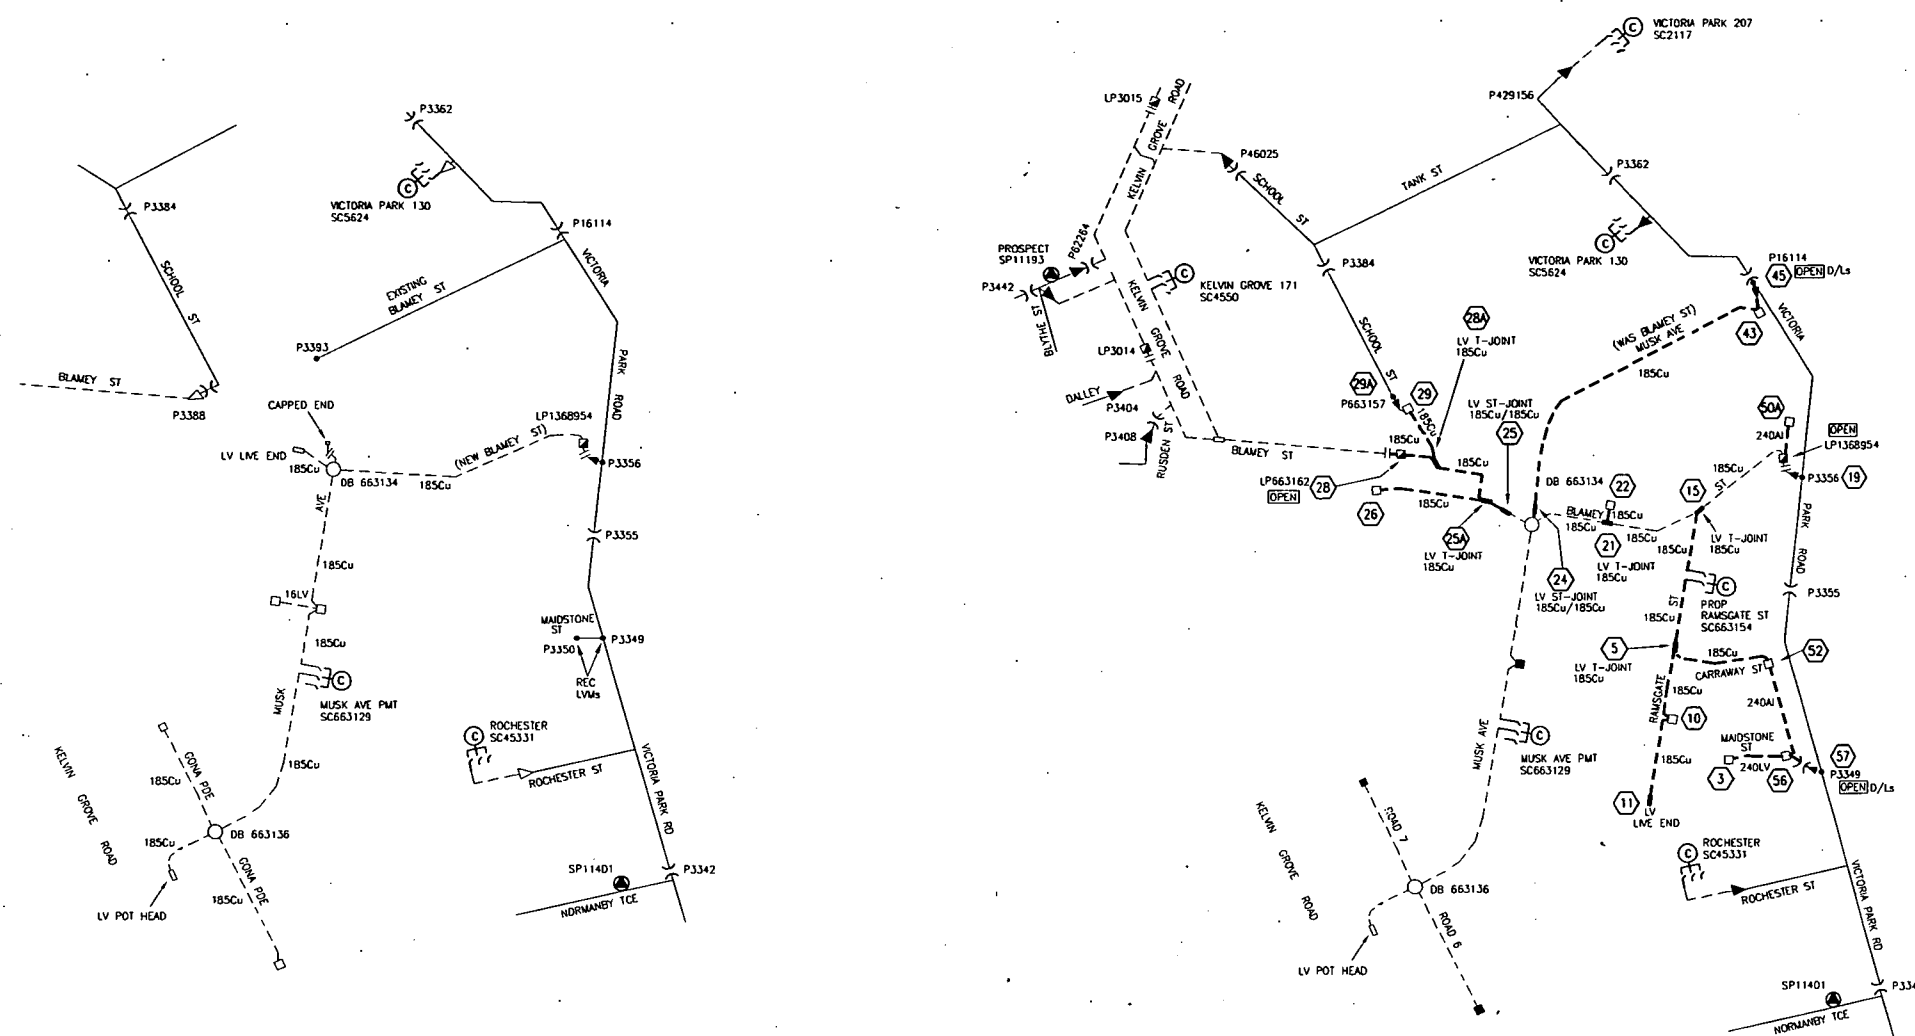 P3362
P3384
VICTORIA PARK 130
SC5624
P16114
VICTORIA
SCHOOL ST
EXISTING
BLAMEY ST
P3393
BLAMEY ST
P3388
CAPPED END
LP1368954
PARK ROAD
(NEW BLAMEY ST)
LV LIVE END
185Cu
DB 663134
185Cu
P3356
AVE
P3355
185Cu
16LV
MAIDSTONE
ST
P3349
P3350
185Cu
REC
LVMs
MUSK
MUSK AVE PMT
SC663129
ROCHESTER
SC45331
KELVIN GROVE ROAD
GONA PDE
185Cu
185Cu
ROCHESTER ST
VICTORIA PARK RD
DB 663136
185Cu
GONA PDE
185Cu
LV POT HEAD
SP114D1
P3342
NORMANBY TCE
VICTORIA PARK 207
SC2117
LP3015
KELVIN GROVE ROAD
P429156
P46025
SCHOOL ST
TANK ST
P3362
PROSPECT
SP11193
P62264
P3442
BLYTHE ST
KELVIN GROVE 171
SC4550
KELVIN GROVE ROAD
P3384
VICTORIA PARK 130
SC5624
P16114
45
OPEN D/Ls
VICTORIA
43
(WAS BLAMEY ST)
MUSK AVE
185Cu
28A
LV T-JOINT
185Cu
SCHOOL ST
LP3014
DALLEY
P3404
P3408
RUSDEN ST
29A
P663157
29
185Cu
LV ST-JOINT
185Cu/185Cu
25
50A
240Al
OPEN
LP1368954
BLAMEY ST
185Cu
185Cu
LP663162
OPEN
28
26
185Cu
25A
LV T-JOINT
185Cu
DB 663134
22
BLAMEY
185Cu
185Cu
21
185Cu
LV T-JOINT
185Cu
15
185Cu
ST
185Cu
LV T-JOINT
185Cu
P3356
19
PARK ROAD
24
LV ST-JOINT
185Cu/185Cu
PROP
RAMSGATE ST
SC663154
P3355
ST
185Cu
5
LV T-JOINT
185Cu
185Cu
CARRAWAY ST
52
185Cu
RAMSGATE
10
240Al
MUSK AVE
MUSK AVE PMT
SC663129
185Cu
MAIDSTONE
ST
3
240LV
56
57
P3349
OPEN D/Ls
11
LV
LIVE END
KELVIN GROVE ROAD
ROAD 7
ROCHESTER
SC45331
DB 663136
ROCHESTER ST
VICTORIA PARK RD
ROAD 6
LV POT HEAD
SP11401
P334
NORMANBY TCE